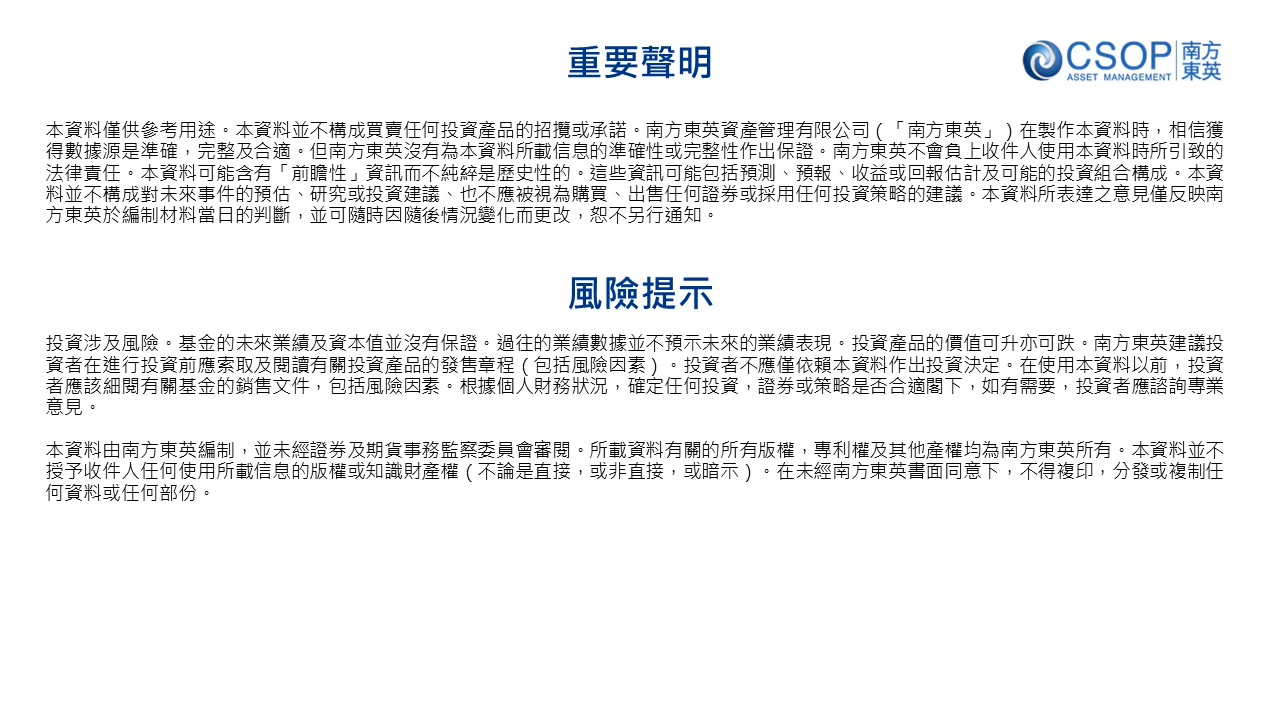 重要聲明
CSOP
ASSET MANAGEMENT
南方
東英
本資料僅供參考用途。本資料並不構成買賣任何投資產品的招攬或承諾。南方東英資產管理有限公司（「南方東英」）在製作本資料時，相信獲
得數據源是準確，完整及合適。但南方東英沒有為本資料所載信息的準確性或完整性作出保證。南方東英不會負上收件人使用本資料時所引致的
法律責任。本資料可能含有「前瞻性」資訊而不純綷是歷史性的。這些資訊可能包括預測、預報、收益或回報估計及可能的投資組合構成。本資
料並不構成對未來事件的預估、研究或投資建議、也不應被視為購買、出售任何證券或採用任何投資策略的建議。本資料所表達之意見僅反映南
方東英於編制材料當日的判斷，並可隨時因隨後情況變化而更改，恕不另行通知。
風險提示
投資涉及風險。基金的未來業績及資本值並沒有保證。過往的業績數據並不預示未來的業績表現。投資產品的價值可升亦可跌。南方東英建議投
資者在進行投資前應索取及閱讀有關投資產品的發售章程（包括風險因素）。投資者不應僅依賴本資料作出投資決定。在使用本資料以前，投資
者應該細閱有關基金的銷售文件，包括風險因素。根據個人財務狀況，確定任何投資，證券或策略是否合適閣下，如有需要，投資者應諮詢專業
意見。
本資料由南方東英編制，並未經證券及期貨事務監察委員會審閱。所載資料有關的所有版權，專利權及其他產權均為南方東英所有。本資料並不
授予收件人任何使用所載信息的版權或知識財產權（不論是直接，或非直接，或暗示）。在未經南方東英書面同意下，不得複印，分發或複制任
何資料或任何部份。